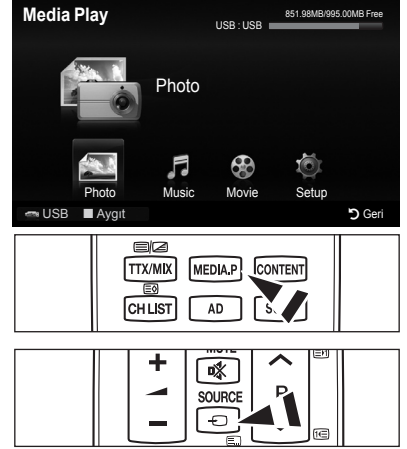 Media Play
851.98MB/995.00MB Free
USB : USB
Photo
Photo Music Movie Setup
USB Aygıt Geri
TTX/MIX MEDIA.P CONTENT
CH LIST AD
MUTE
SOURCE
P